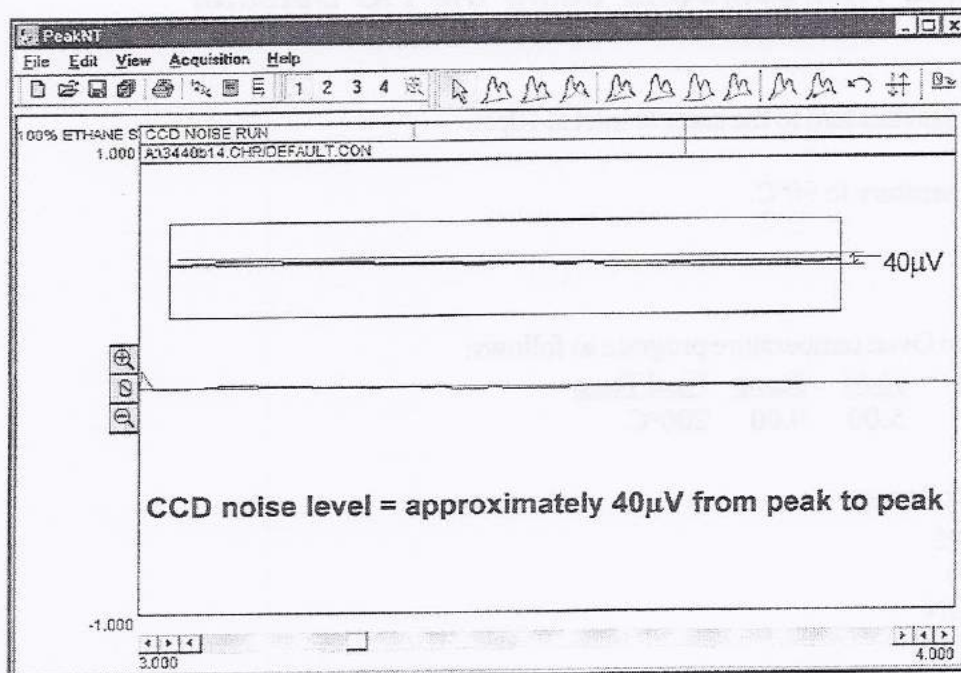 PeakNT
File Edit View Acquisition Help
1 2 3 4
100% ETHANE S CCD NOISE RUN
1.000 .CHR\DEFAULT.CON
40µV
CCD noise level = approximately 40µV from peak to peak
-1.000
3.000 4.000